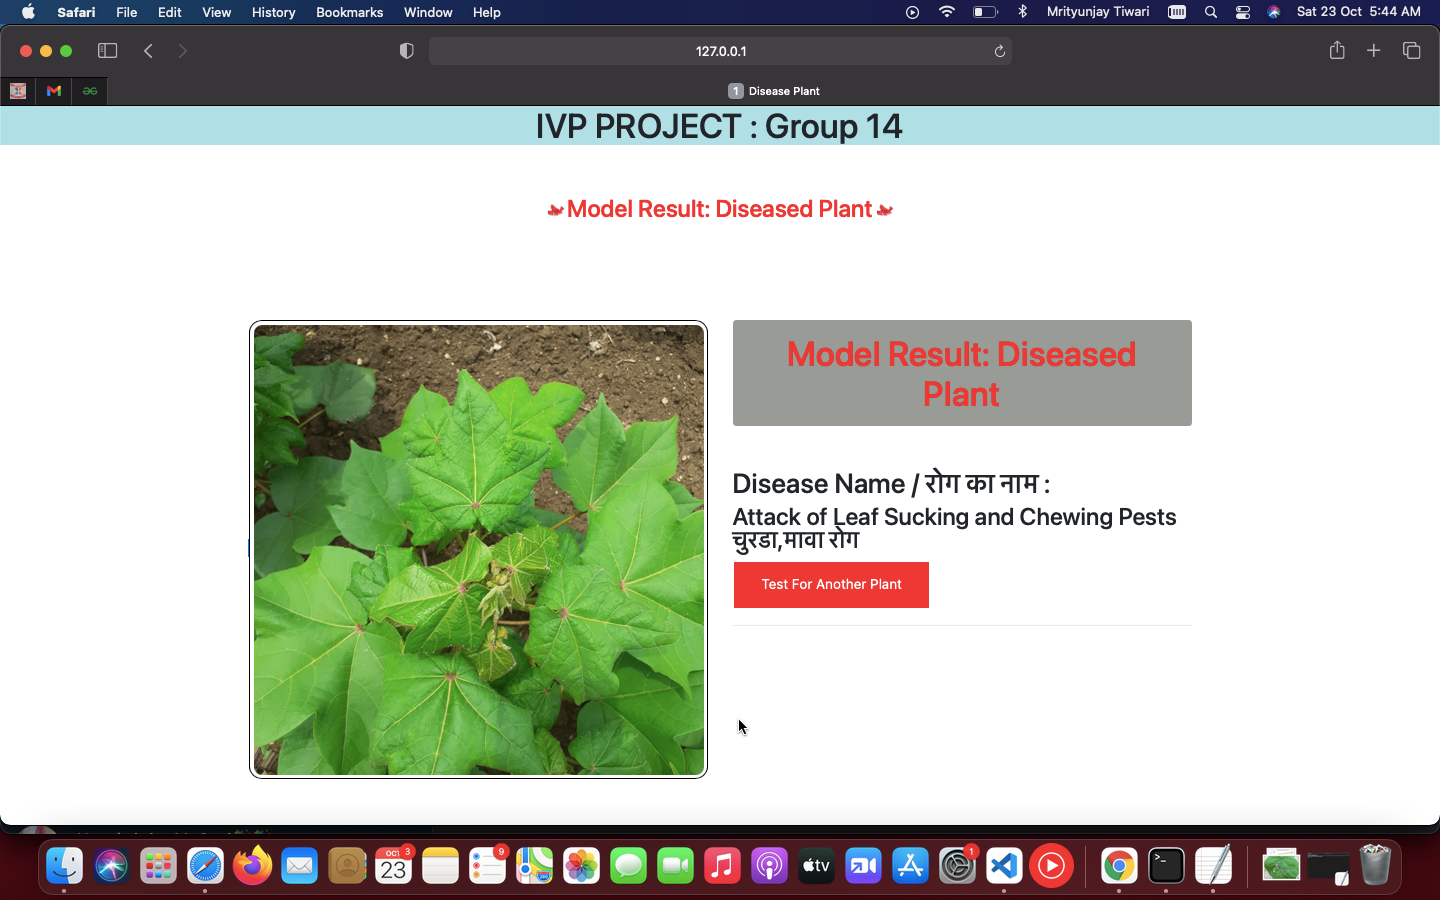 Safari File Edit View History Bookmarks Window Help Mrityunjay Tiwari Sat 23 Oct 5:44 AM
127.0.0.1
1 Disease Plant
IVP PROJECT : Group 14
Model Result: Diseased Plant
Model Result: Diseased
Plant
Disease Name / रोग का नाम :
Attack of Leaf Sucking and Chewing Pests
चुरडा,मावा रोग
Test For Another Plant
OCT 3 9 tv 1
23